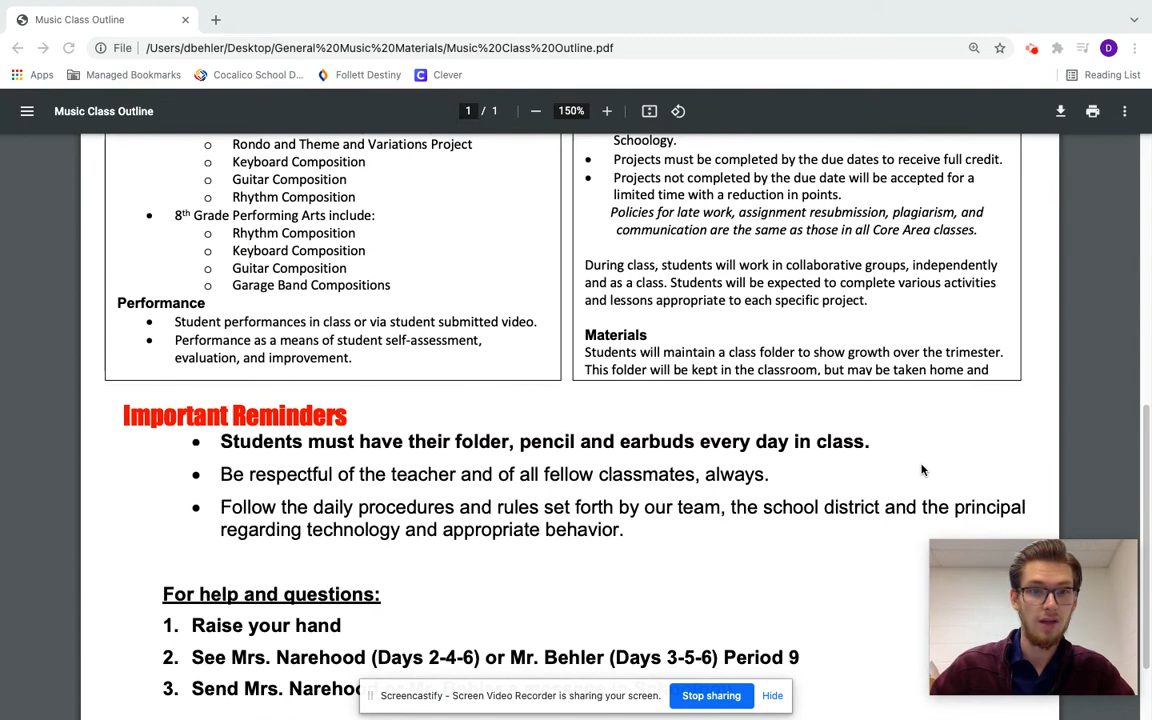 Music Class Outline
File
/Users/dbehler/Desktop/General%20Music%20Materials/Music%20Class%20Outline.pdf
D
Apps
Managed Bookmarks
Cocalico School D...
Follett Destiny
C
Clever
Reading List
Music Class Outline
1 / 1
150%
o Rondo and Theme and Variations Project
o Keyboard Composition
o Guitar Composition
o Rhythm Composition
• 8th Grade Performing Arts include:
o Rhythm Composition
o Keyboard Composition
o Guitar Composition
o Garage Band Compositions
Performance
• Student performances in class or via student submitted video.
• Performance as a means of student self-assessment,
evaluation, and improvement.
Schoology.
• Projects must be completed by the due dates to receive full credit.
• Projects not completed by the due date will be accepted for a
limited time with a reduction in points.
Policies for late work, assignment resubmission, plagiarism, and
communication are the same as those in all Core Area classes.
During class, students will work in collaborative groups, independently
and as a class. Students will be expected to complete various activities
and lessons appropriate to each specific project.
Materials
Students will maintain a class folder to show growth over the trimester.
This folder will be kept in the classroom, but may be taken home and
Important Reminders
• Students must have their folder, pencil and earbuds every day in class.
• Be respectful of the teacher and of all fellow classmates, always.
• Follow the daily procedures and rules set forth by our team, the school district and the principal
regarding technology and appropriate behavior.
For help and questions:
1. Raise your hand
2. See Mrs. Narehood (Days 2-4-6) or Mr. Behler (Days 3-5-6) Period 9
3. Send Mrs. Nareho
Screencastify - Screen Video Recorder is sharing your screen.
Stop sharing
Hide